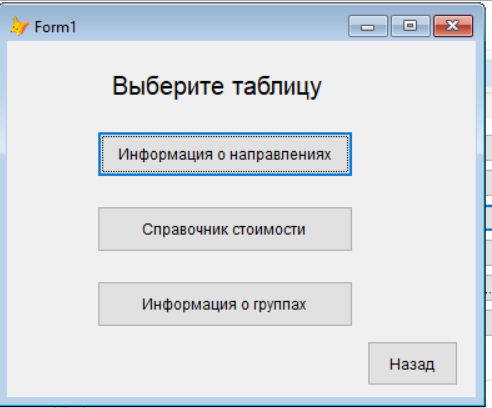 Form1
Выберите таблицу
Информация о направлениях
Справочник стоимости
Информация о группах
Назад